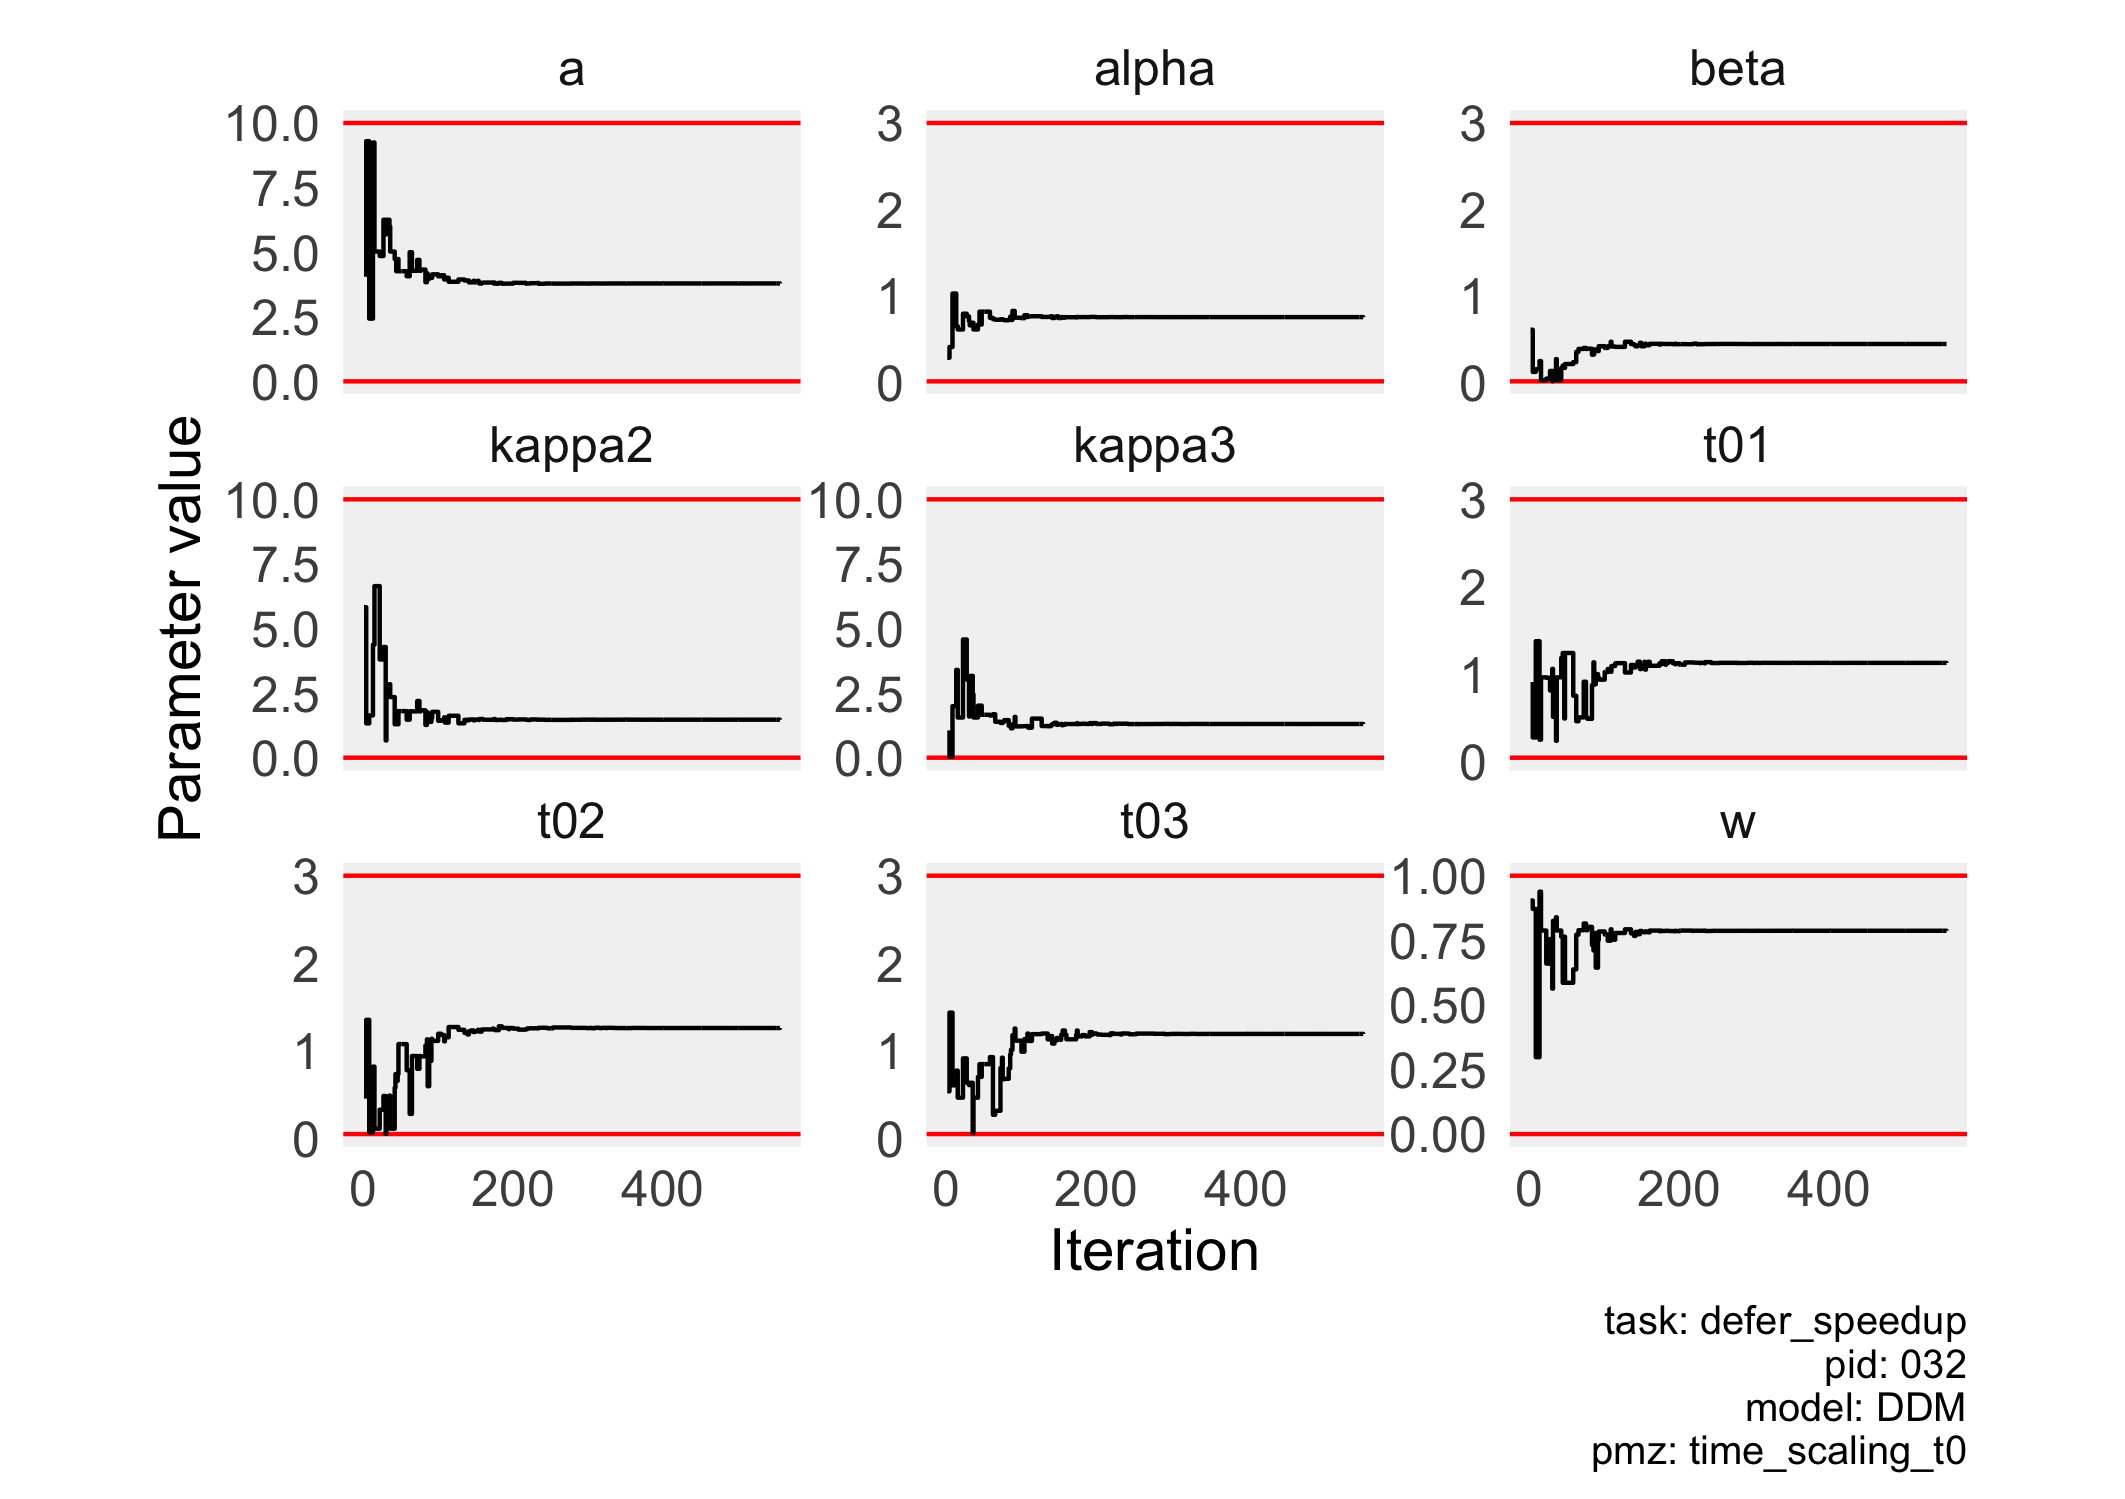 a
alpha
beta
10.0
7.5
5.0
2.5
0.0
3
2
1
0
3
2
1
0
kappa2
kappa3
t01
10.0
7.5
5.0
2.5
0.0
10.0
7.5
5.0
2.5
0.0
3
2
1
0
t02
t03
w
3
2
1
0
3
2
1
0
1.00
0.75
0.50
0.25
0.00
0 200 400
0 200 400
0 200 400
Parameter value
Iteration
task: defer_speedup
pid: 032
model: DDM
pmz: time_scaling_t0